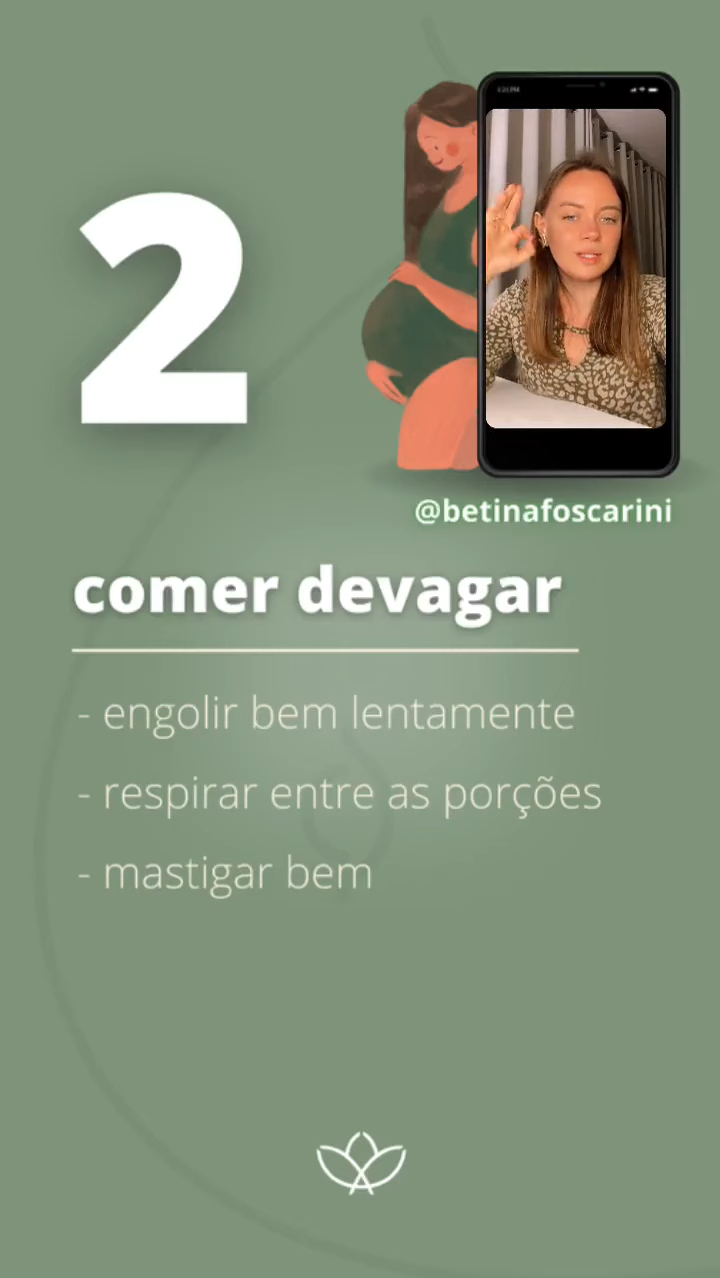 2
@betinafoscarini
comer devagar
- engolir bem lentamente
- respirar entre as porções
- mastigar bem